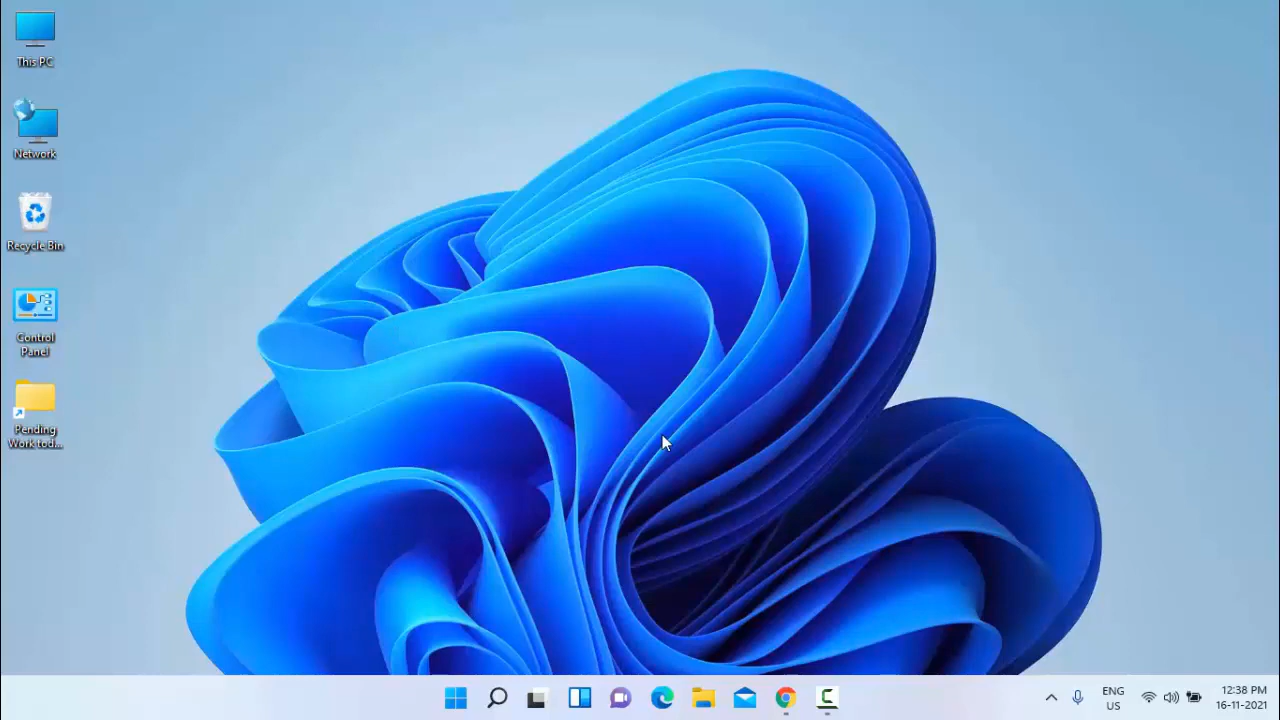 This PC
Network
Recycle Bin
Control
Panel
Pending
Work tod...
ENG
US
12:38 PM
16-11-2021